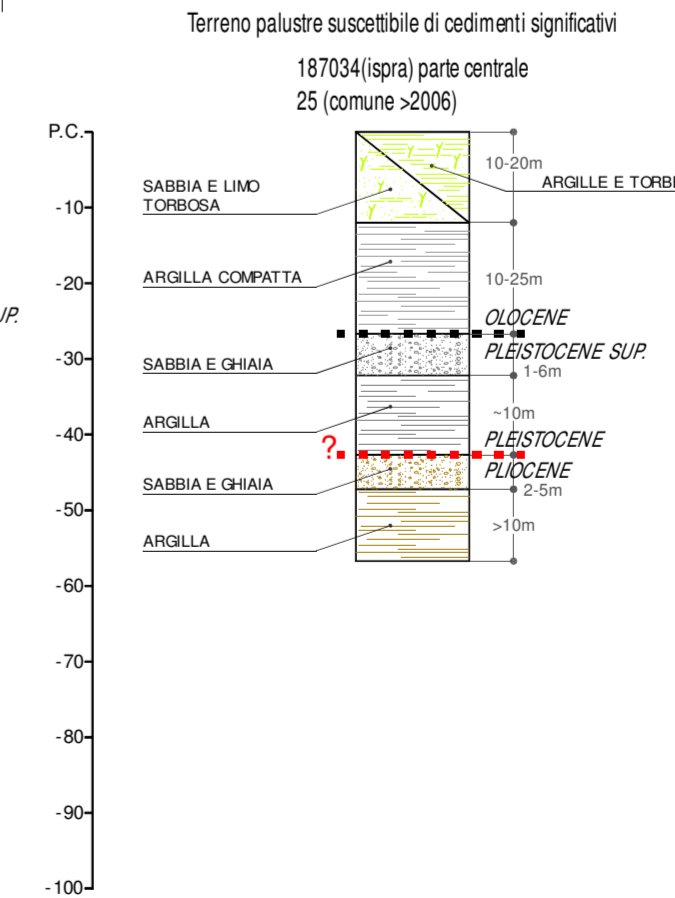 Terreno palustre suscettibile di cedimenti significativi
187034(ispra) parte centrale
25 (comune >2006)
P.C.
10-20m
ARGILLE E TORB
SABBIA E LIMO
TORBOSA
-10
ARGILLA COMPATTA
10-25m
-20
UP.
OLOCENE
PLEISTOCENE SUP.
-30
SABBIA E GHIAIA
1-6m
ARGILLA
~10m
-40
?
PLEISTOCENE
PLIOCENE
SABBIA E GHIAIA
2-5m
-50
>10m
ARGILLA
-60
-70
-80
-90
-100